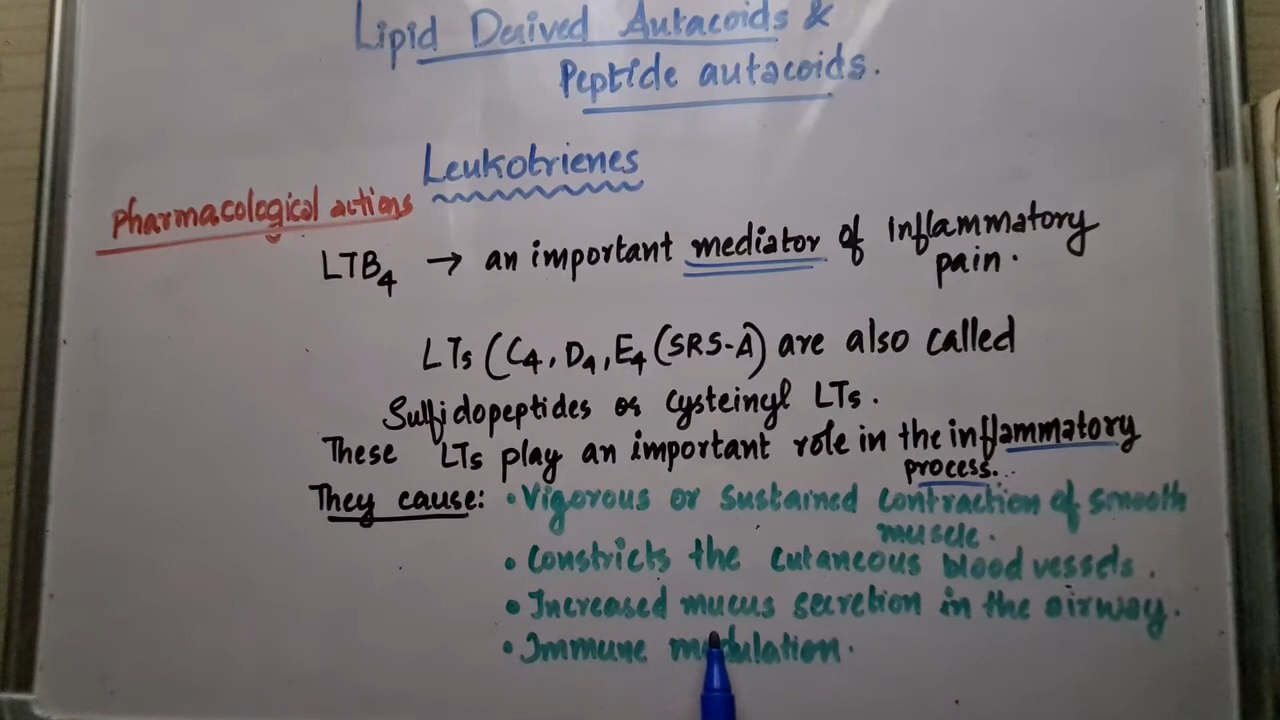 Lipid Derived Autacoids &
Peptide autacoids.
Leukotrienes
Pharmacological actions
LTB4 → an important mediator of inflammatory
pain.
LTs (C4, D4, E4 (SRS-A) are also called
Sulfidopeptides or Cysteinyl LTs.
These LTs play an important role in the inflammatory
process...
They cause: • Vigorous or sustained contraction of smooth
muscle.
• Constricts the cutaneous blood vessels.
• Increased mucus secretion in the airway.
• Immune modulation.